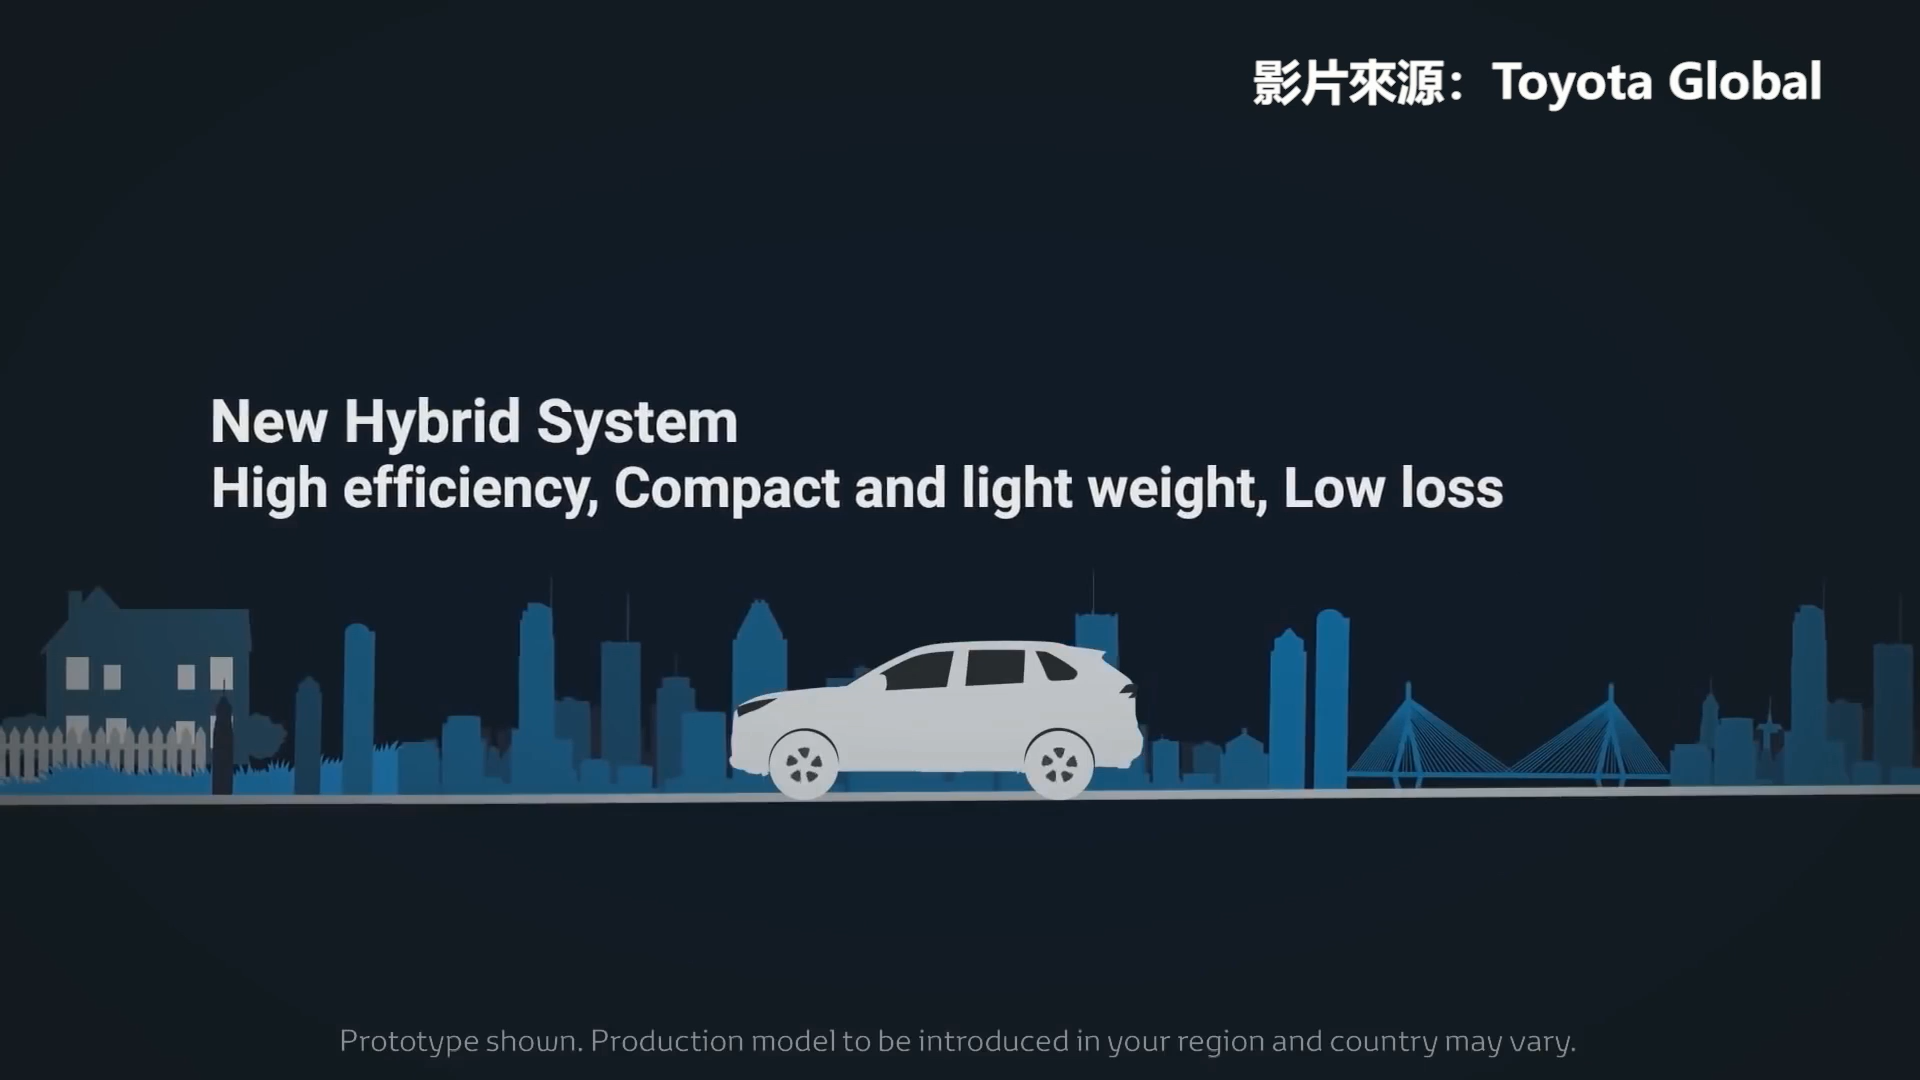 影片來源：Toyota Global
New Hybrid System
High efficiency, Compact and light weight, Low loss
Prototype shown. Production model to be introduced in your region and country may vary.